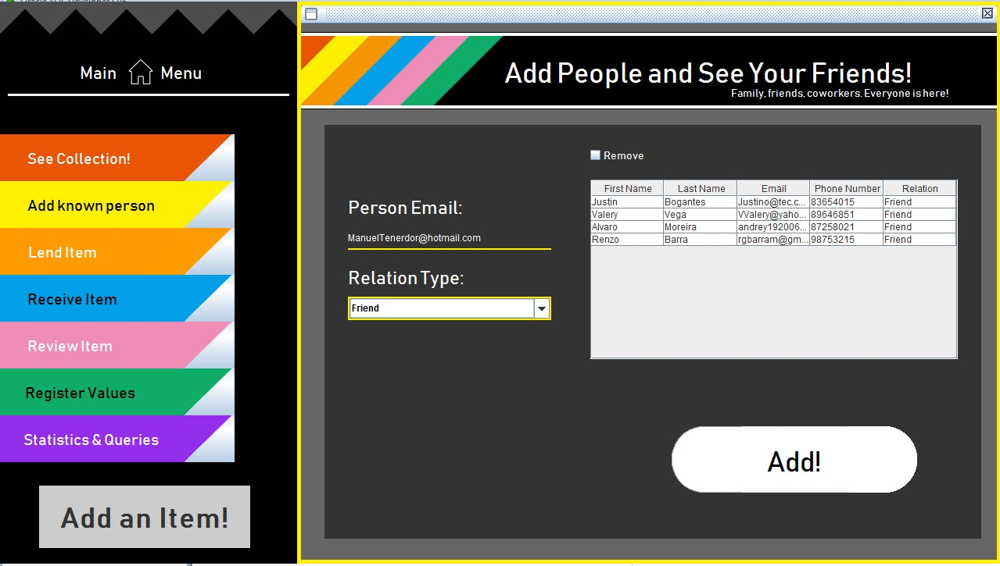 Main Menu
See Collection!
Add known person
Lend Item
Receive Item
Review Item
Register Values
Statistics & Queries
Add an Item!
Add People and See Your Friends!
Family, friends, coworkers. Everyone is here!
Person Email:
ManuelTenerdor@hotmail.com
Relation Type:
Friend
Remove
First Name Last Name Email Phone Number Relation
Justin Bogantes Justino@tec.c... 83654015 Friend
Valery Vega VValery@yaho... 89646851 Friend
Alvaro Moreira andrey192006... 87258021 Friend
Renzo Barra rgbarram@gm... 98753215 Friend
Add!